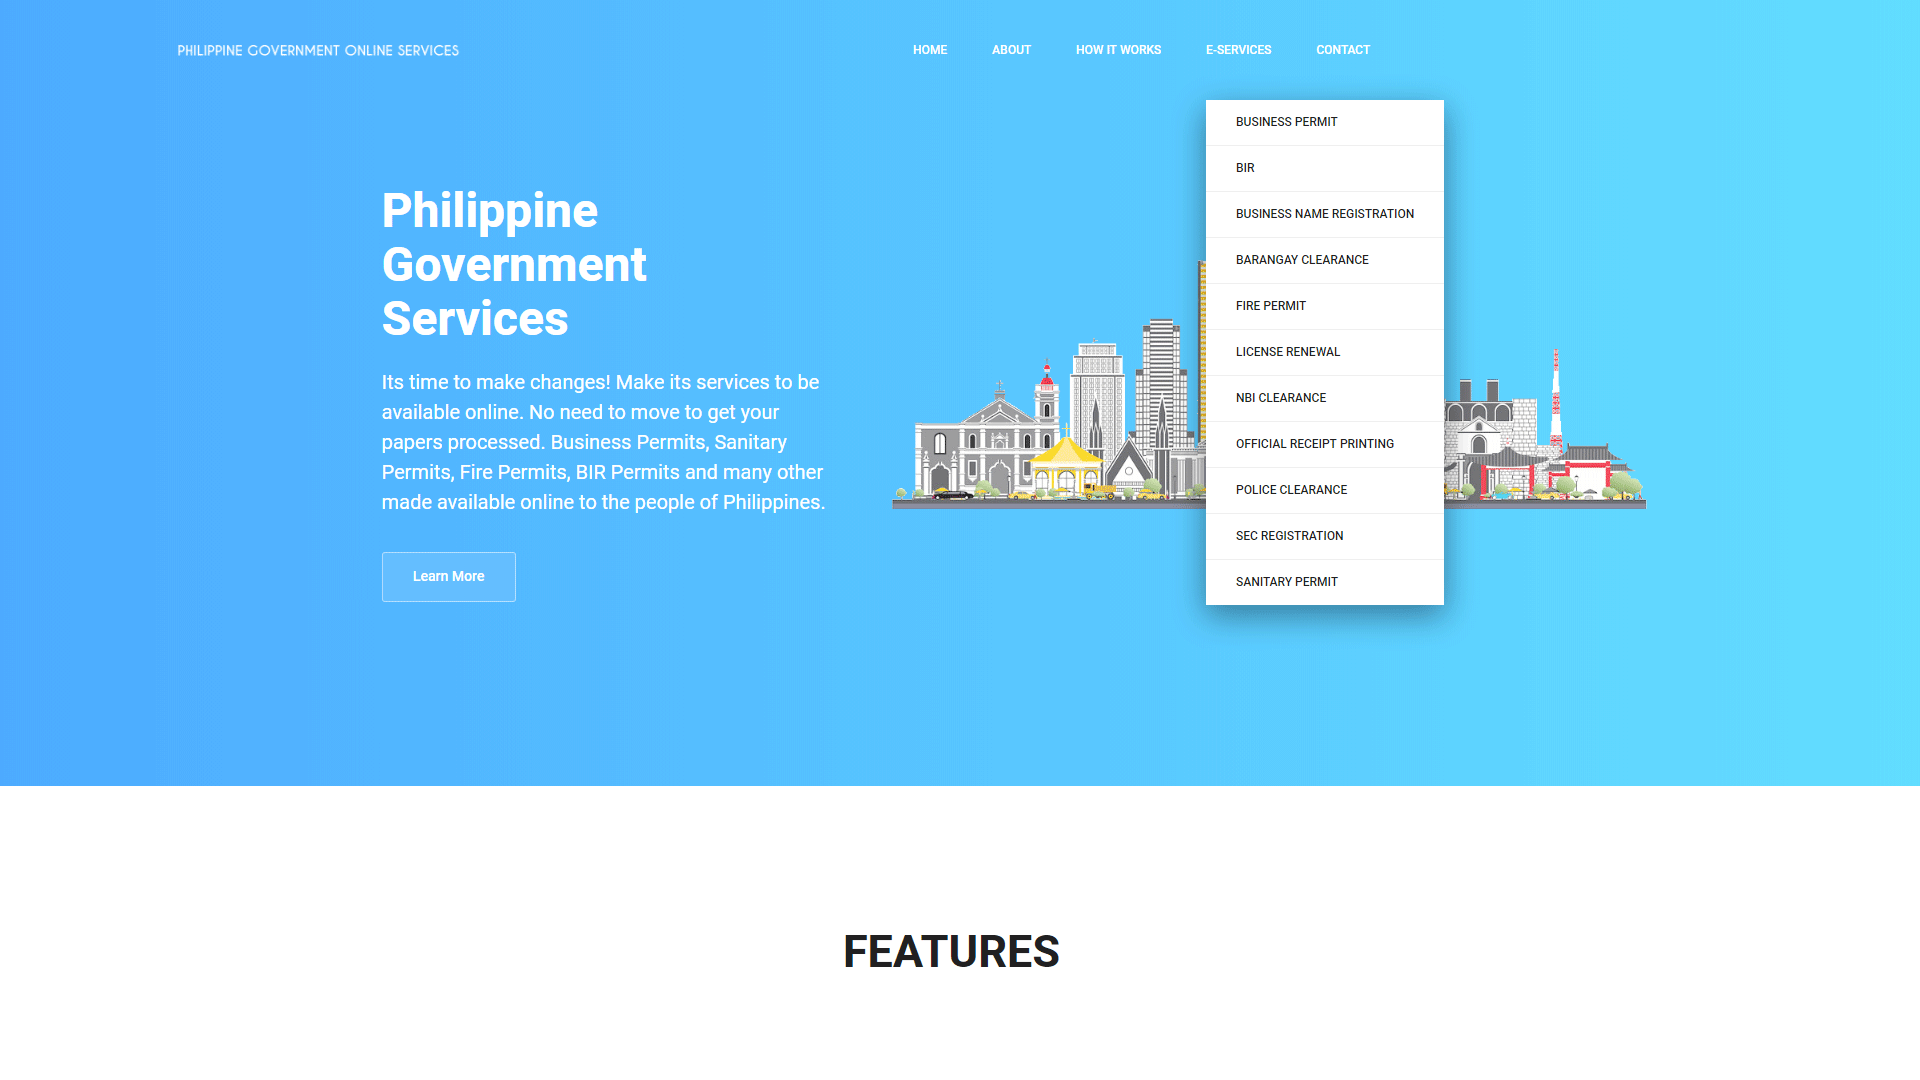 PHILIPPINE GOVERNMENT ONLINE SERVICES
HOME
ABOUT
HOW IT WORKS
E-SERVICES
CONTACT
BUSINESS PERMIT
BIR
BUSINESS NAME REGISTRATION
BARANGAY CLEARANCE
FIRE PERMIT
LICENSE RENEWAL
NBI CLEARANCE
OFFICIAL RECEIPT PRINTING
POLICE CLEARANCE
SEC REGISTRATION
SANITARY PERMIT
Philippine
Government
Services
Its time to make changes! Make its services to be
available online. No need to move to get your
papers processed. Business Permits, Sanitary
Permits, Fire Permits, BIR Permits and many other
made available online to the people of Philippines.
Learn More
FEATURES